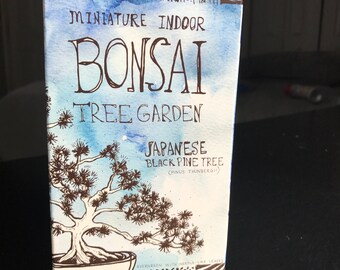 MINIATURE INDOOR
BONSAI
TREE GARDEN
JAPANESE
BLACK PINE TREE
(PINUS THUNBERGII)